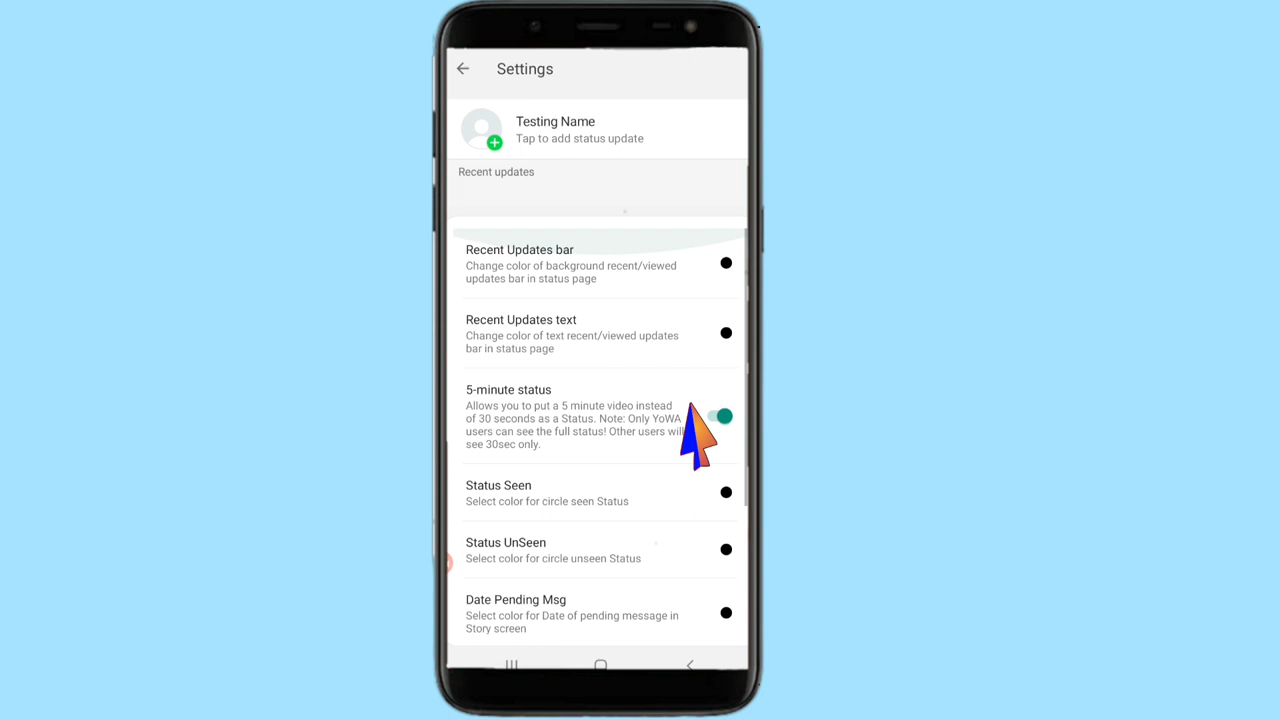 Settings
Testing Name
Tap to add status update
Recent updates
Recent Updates bar
Change color of background recent/viewed
updates bar in status page
Recent Updates text
Change color of text recent/viewed updates
bar in status page
5-minute status
Allows you to put a 5 minute video instead
of 30 seconds as a Status. Note: Only YoWA
users can see the full status! Other users will
see 30sec only.
Status Seen
Select color for circle seen Status
Status UnSeen
Select color for circle unseen Status
Date Pending Msg
Select color for Date of pending message in
Story screen